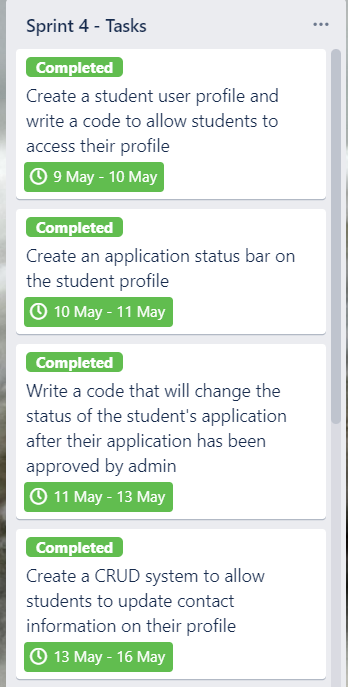 Sprint 4 - Tasks
Completed
Create a student user profile and
write a code to allow students to
access their profile
9 May - 10 May
Completed
Create an application status bar on
the student profile
10 May - 11 May
Completed
Write a code that will change the
status of the student's application
after their application has been
approved by admin
11 May - 13 May
Completed
Create a CRUD system to allow
students to update contact
information on their profile
13 May - 16 May